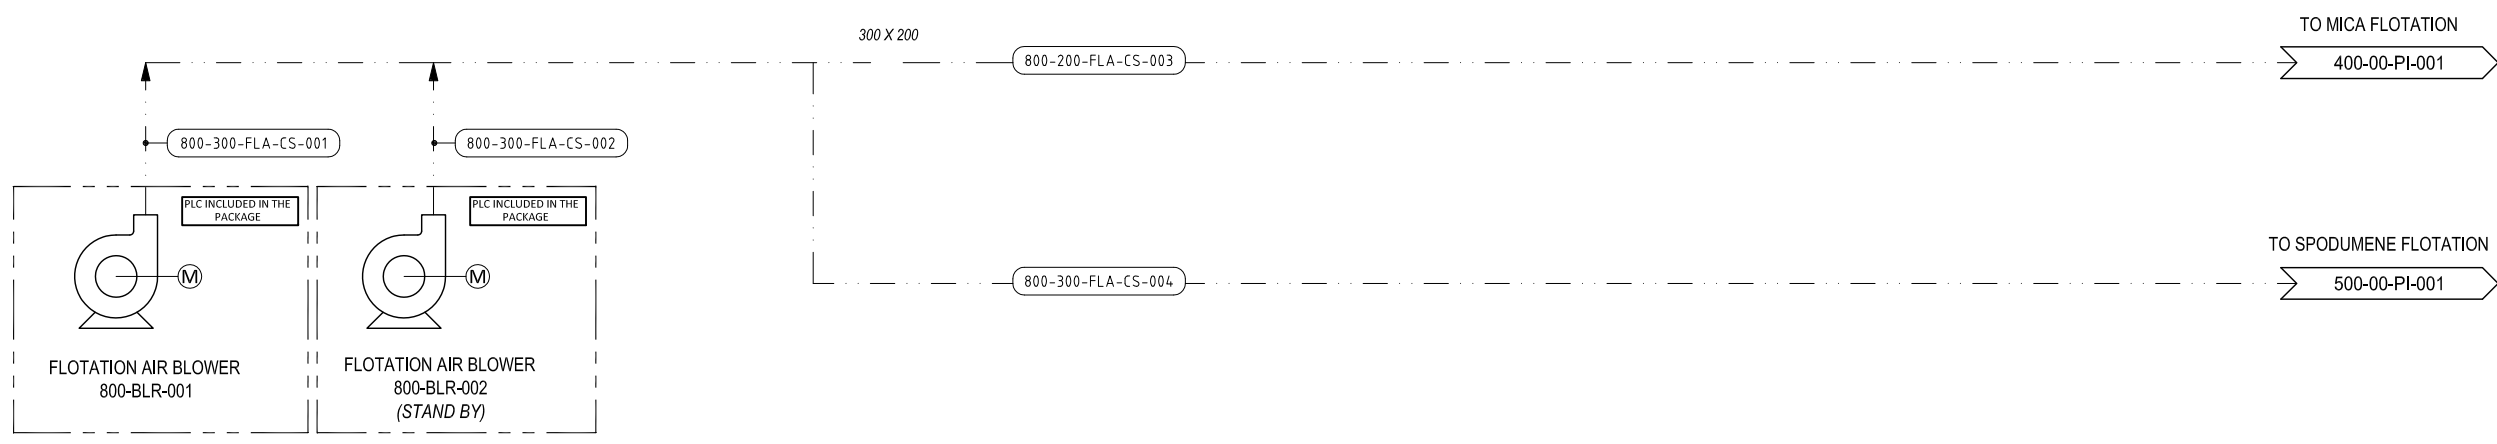 TO MICA FLOTATION
300 X 200
800-200-FLA-CS-003
400-00-PI-001
800-300-FLA-CS-001
800-300-FLA-CS-002
PLC INCLUDED IN THE
PACKAGE
PLC INCLUDED IN THE
PACKAGE
TO SPODUMENE FLOTATION
M
M
800-300-FLA-CS-004
500-00-PI-001
FLOTATION AIR BLOWER
800-BLR-001
FLOTATION AIR BLOWER
800-BLR-002
(STAND BY)